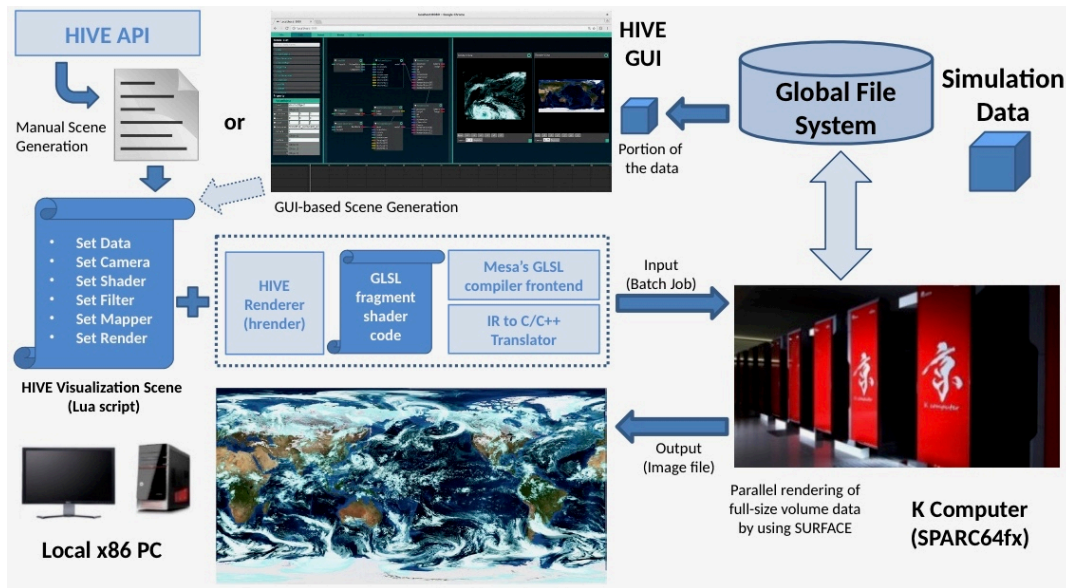 HIVE API
Manual Scene
Generation
or
HIVE
GUI
Portion of
the data
Global File
System
Simulation
Data
GUI-based Scene Generation
• Set Data
• Set Camera
• Set Shader
• Set Filter
• Set Mapper
• Set Render
HIVE Visualization Scene
(Lua script)
HIVE
Renderer
(hrender)
GLSL
fragment
shader
code
Mesa's GLSL
compiler frontend
IR to C/C++
Translator
Input
(Batch Job)
京
K computer
京
K computer
Output
(Image file)
Parallel rendering of
full-size volume data
by using SURFACE
K Computer
(SPARC64fx)
Local x86 PC